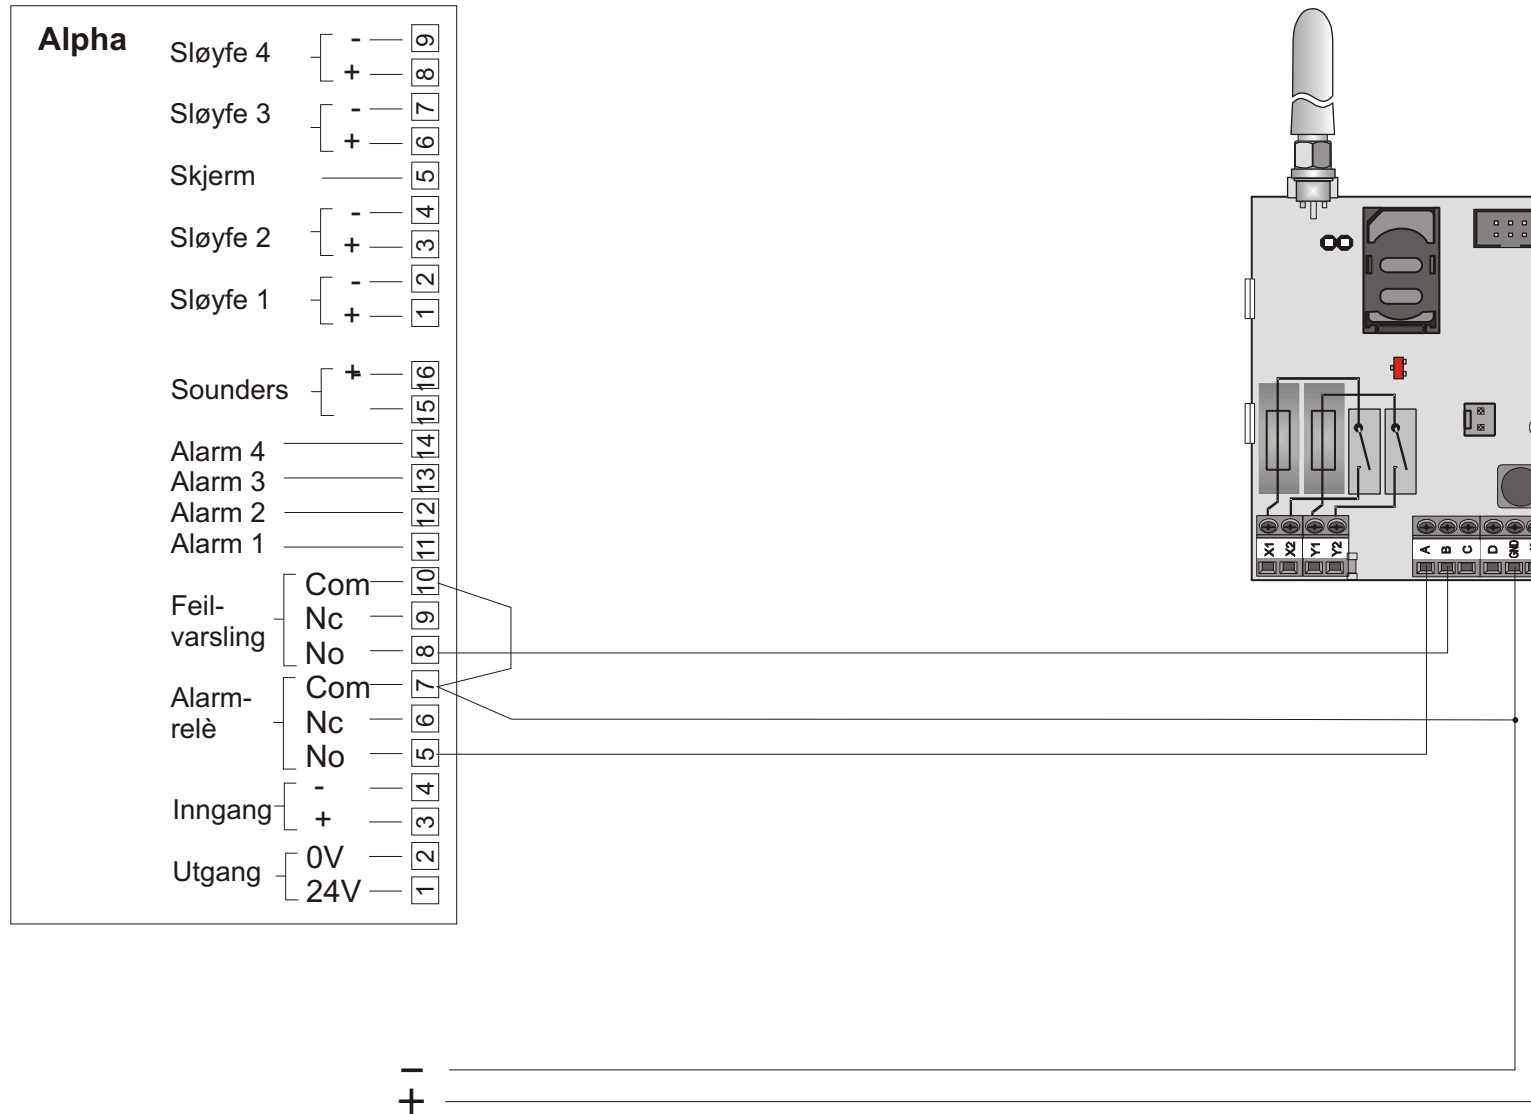 Alpha
Sløyfe 4 - 9
+ 8
Sløyfe 3 - 7
+ 6
Skjerm 5
Sløyfe 2 - 4
+ 3
Sløyfe 1 - 2
+ 1
Sounders + 16
15
Alarm 4 14
Alarm 3 13
Alarm 2 12
Alarm 1 11
Feil-
varsling
Com 10
Nc 9
No 8
Alarm-
relè
Com 7
Nc 6
No 5
Inngang - 4
+ 3
Utgang 0V 2
24V 1
X1 X2 Y1 Y2
A B C D GND
-
+